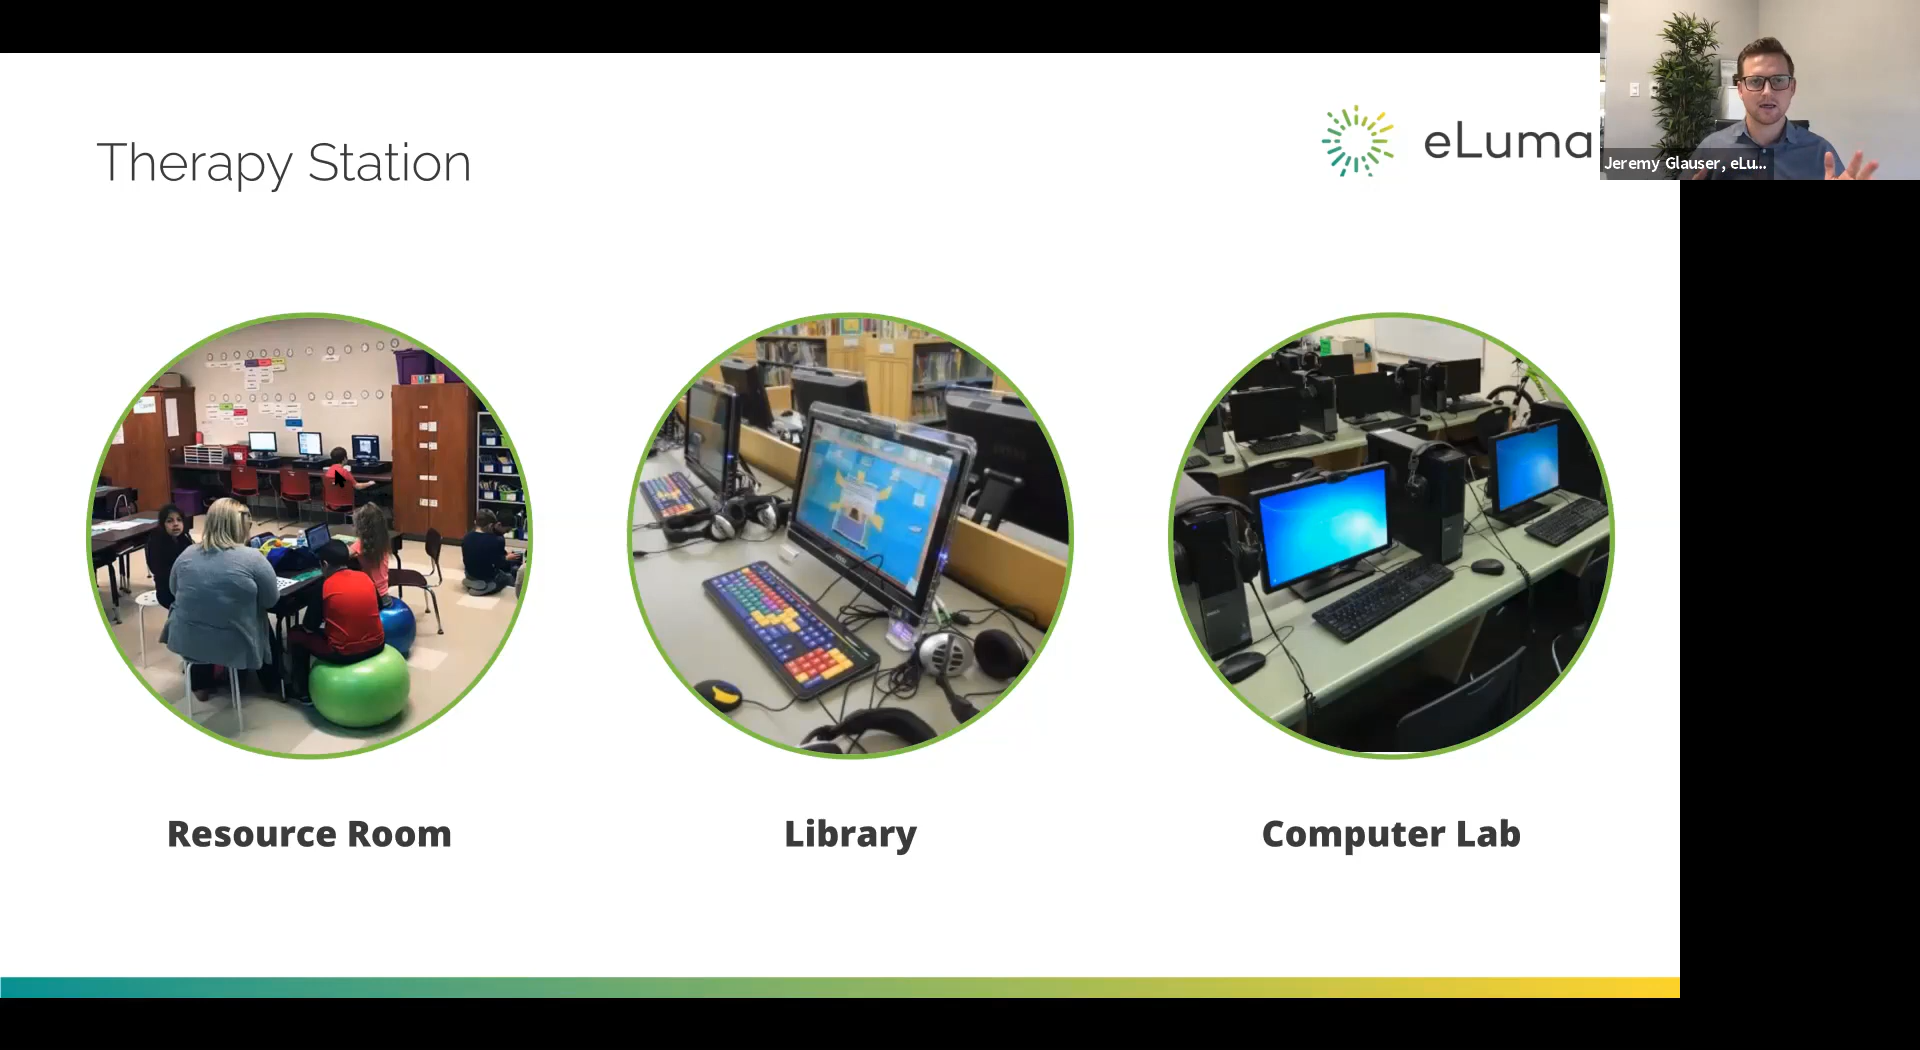 Therapy Station
eLuma
Jeremy Glauser, eLu...
Resource Room
Library
Computer Lab